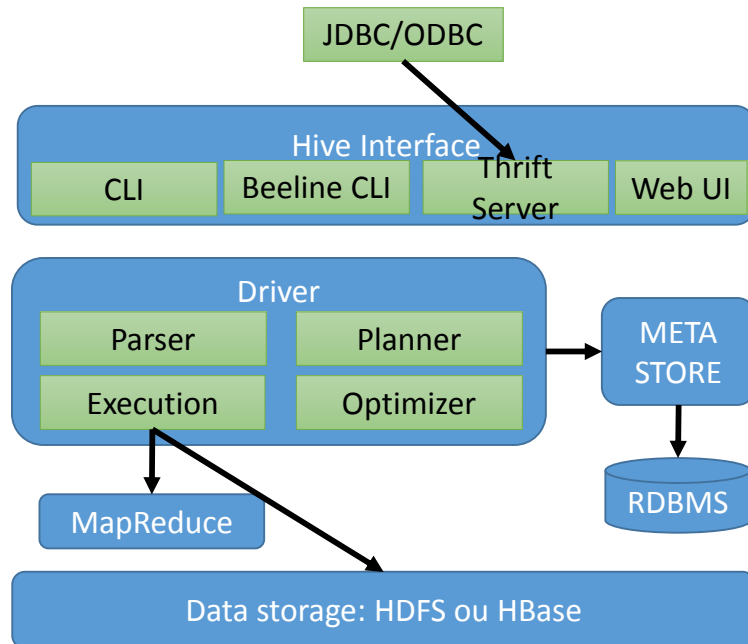 JDBC/ODBC
Hive Interface
CLI
Beeline CLI
Thrift
Server
Web UI
Driver
Parser
Planner
Execution
Optimizer
META
STORE
MapReduce
RDBMS
Data storage: HDFS ou HBase